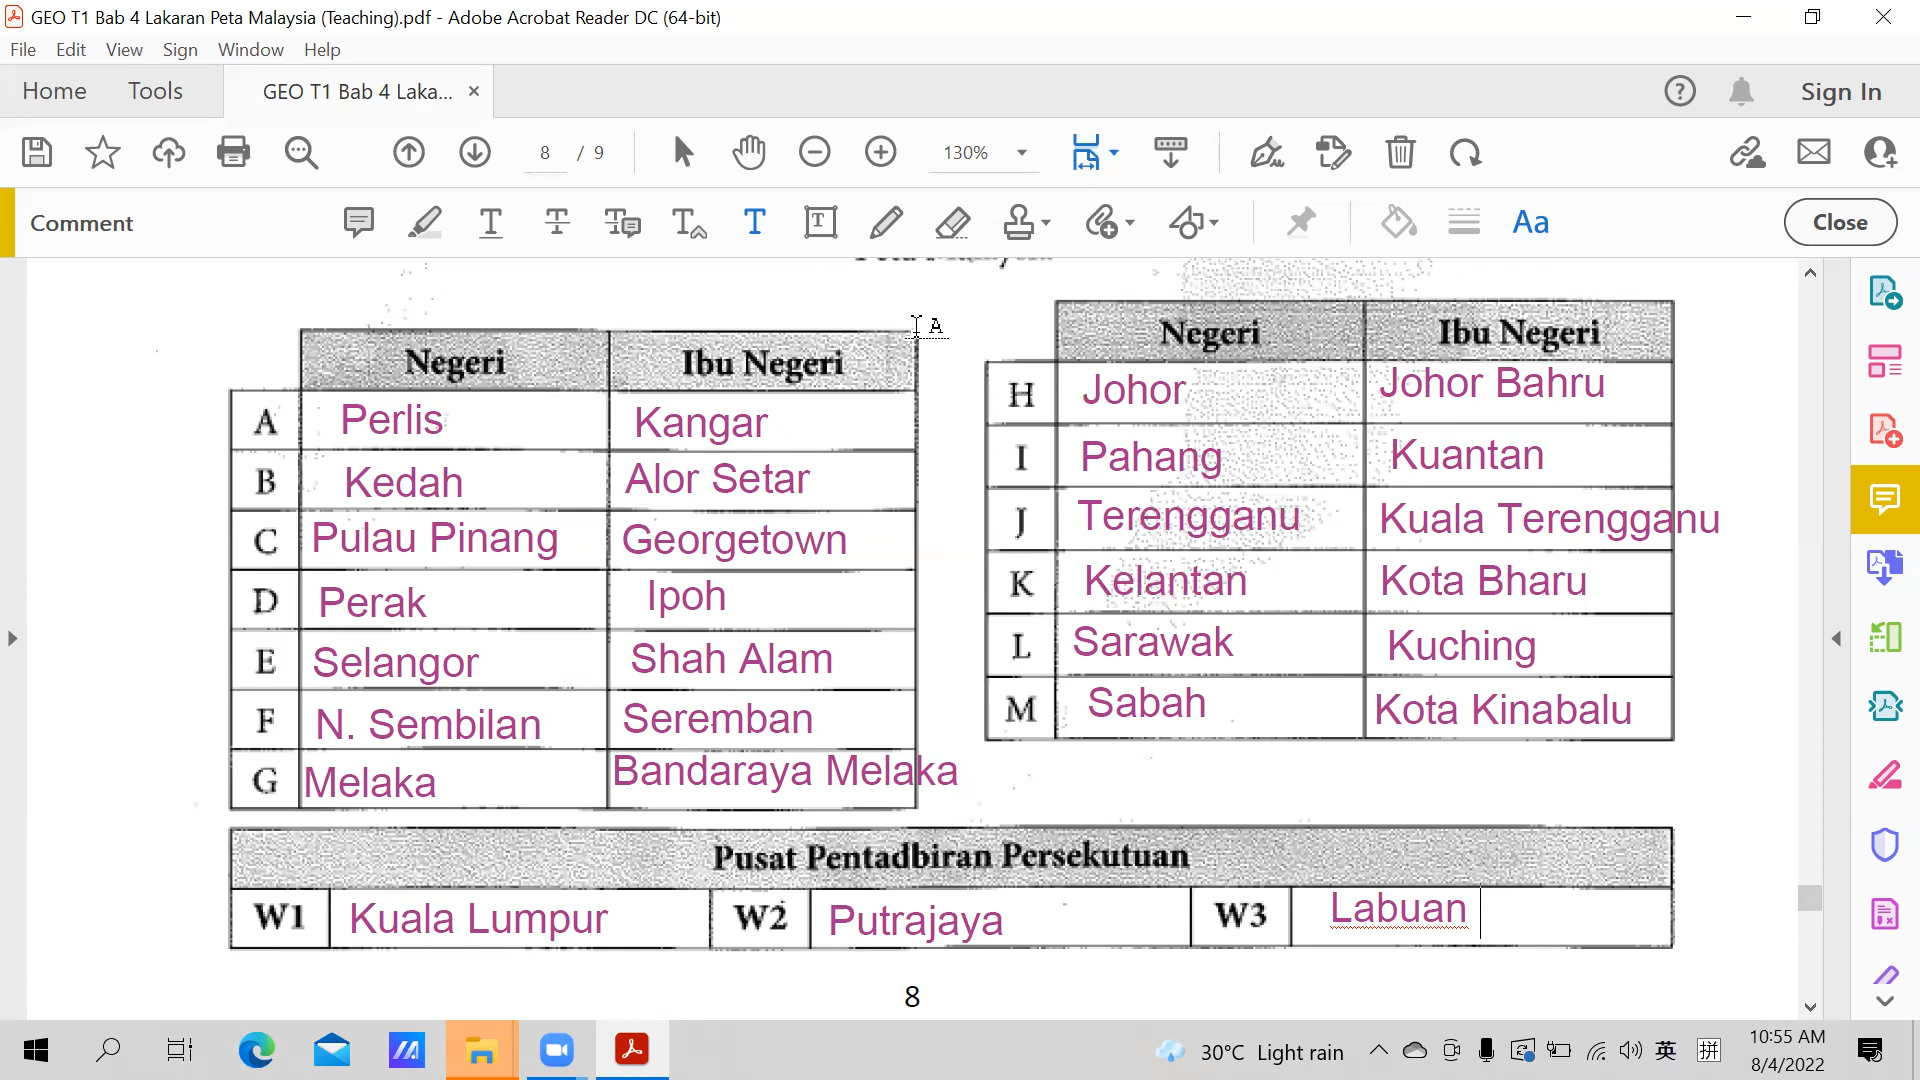 GEO T1 Bab 4 Lakaran Peta Malaysia (Teaching).pdf - Adobe Acrobat Reader DC (64-bit)
File Edit View Sign Window Help
Home Tools GEO T1 Bab 4 Laka... × Sign In
8 / 9 130%
Comment Aa Close
Negeri Ibu Negeri
A Perlis Kangar
B Kedah Alor Setar
C Pulau Pinang Georgetown
D Perak Ipoh
E Selangor Shah Alam
F N. Sembilan Seremban
G Melaka Bandaraya Melaka
Negeri Ibu Negeri
H Johor Johor Bahru
I Pahang Kuantan
J Terengganu Kuala Terengganu
K Kelantan Kota Bharu
L Sarawak Kuching
M Sabah Kota Kinabalu
Pusat Pentadbiran Persekutuan
W1 Kuala Lumpur W2 Putrajaya W3 Labuan
8
30°C Light rain 英 拼 10:55 AM
8/4/2022